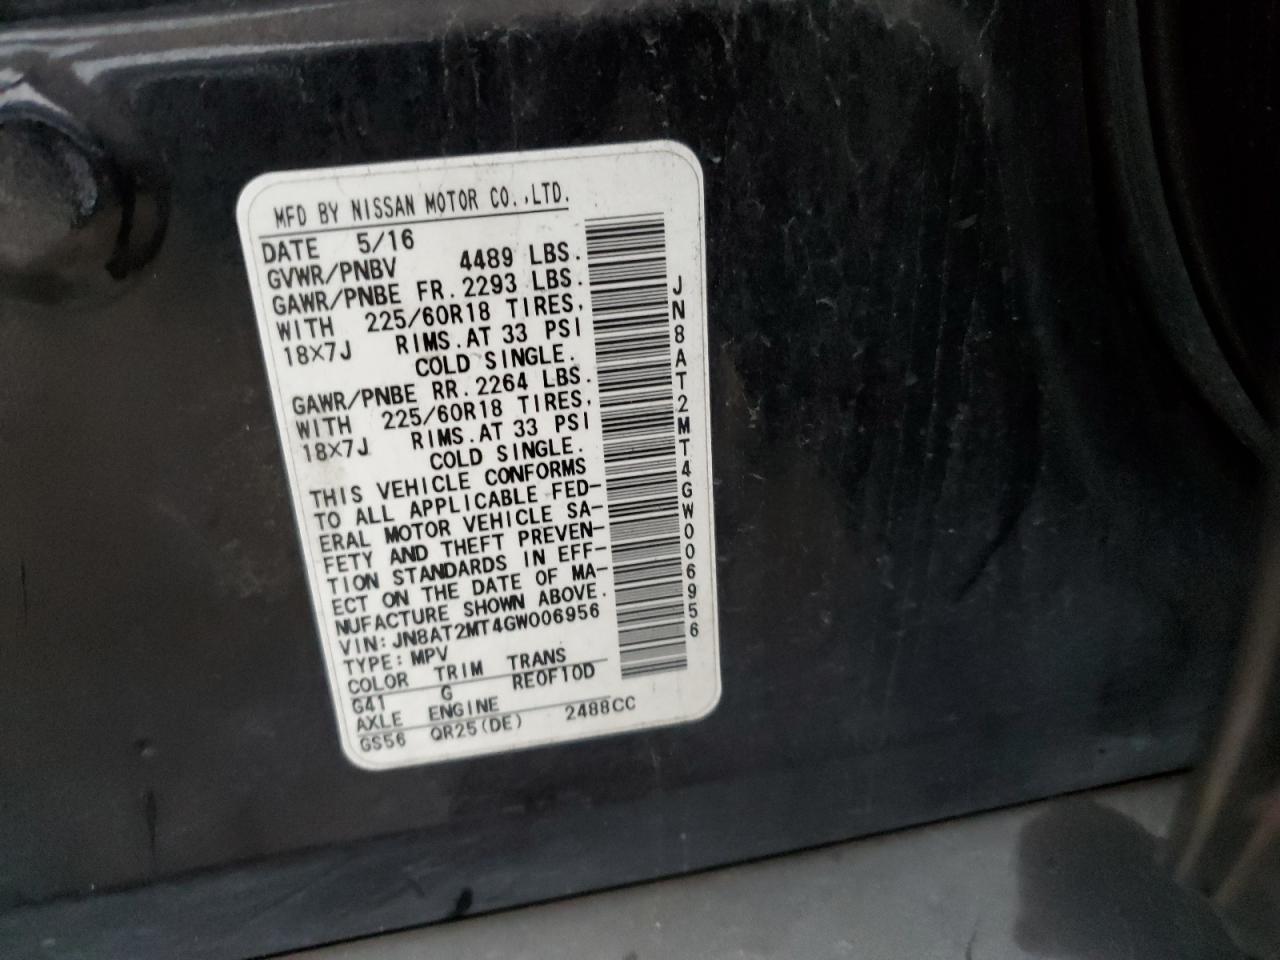 MFD BY NISSAN MOTOR CO.,LTD.
DATE 5/16
GVWR/PNBV 4489 LBS.
GAWR/PNBE FR. 2293 LBS.
WITH 225/60R18 TIRES,
18X7J RIMS. AT 33 PSI
COLD SINGLE.
GAWR/PNBE RR. 2264 LBS.
WITH 225/60R18 TIRES,
18X7J RIMS. AT 33 PSI
COLD SINGLE.
THIS VEHICLE CONFORMS
TO ALL APPLICABLE FED-
ERAL MOTOR VEHICLE SA-
FETY AND THEFT PREVEN-
TION STANDARDS IN EFF-
ECT ON THE DATE OF MA-
NUFACTURE SHOWN ABOVE.
VIN: JN8AT2MT4GW006956
TYPE: MPV
COLOR TRIM TRANS
G41 G RE0F10D
AXLE ENGINE
GS56 QR25(DE) 2488CC
JN8AT2MT4GW006956